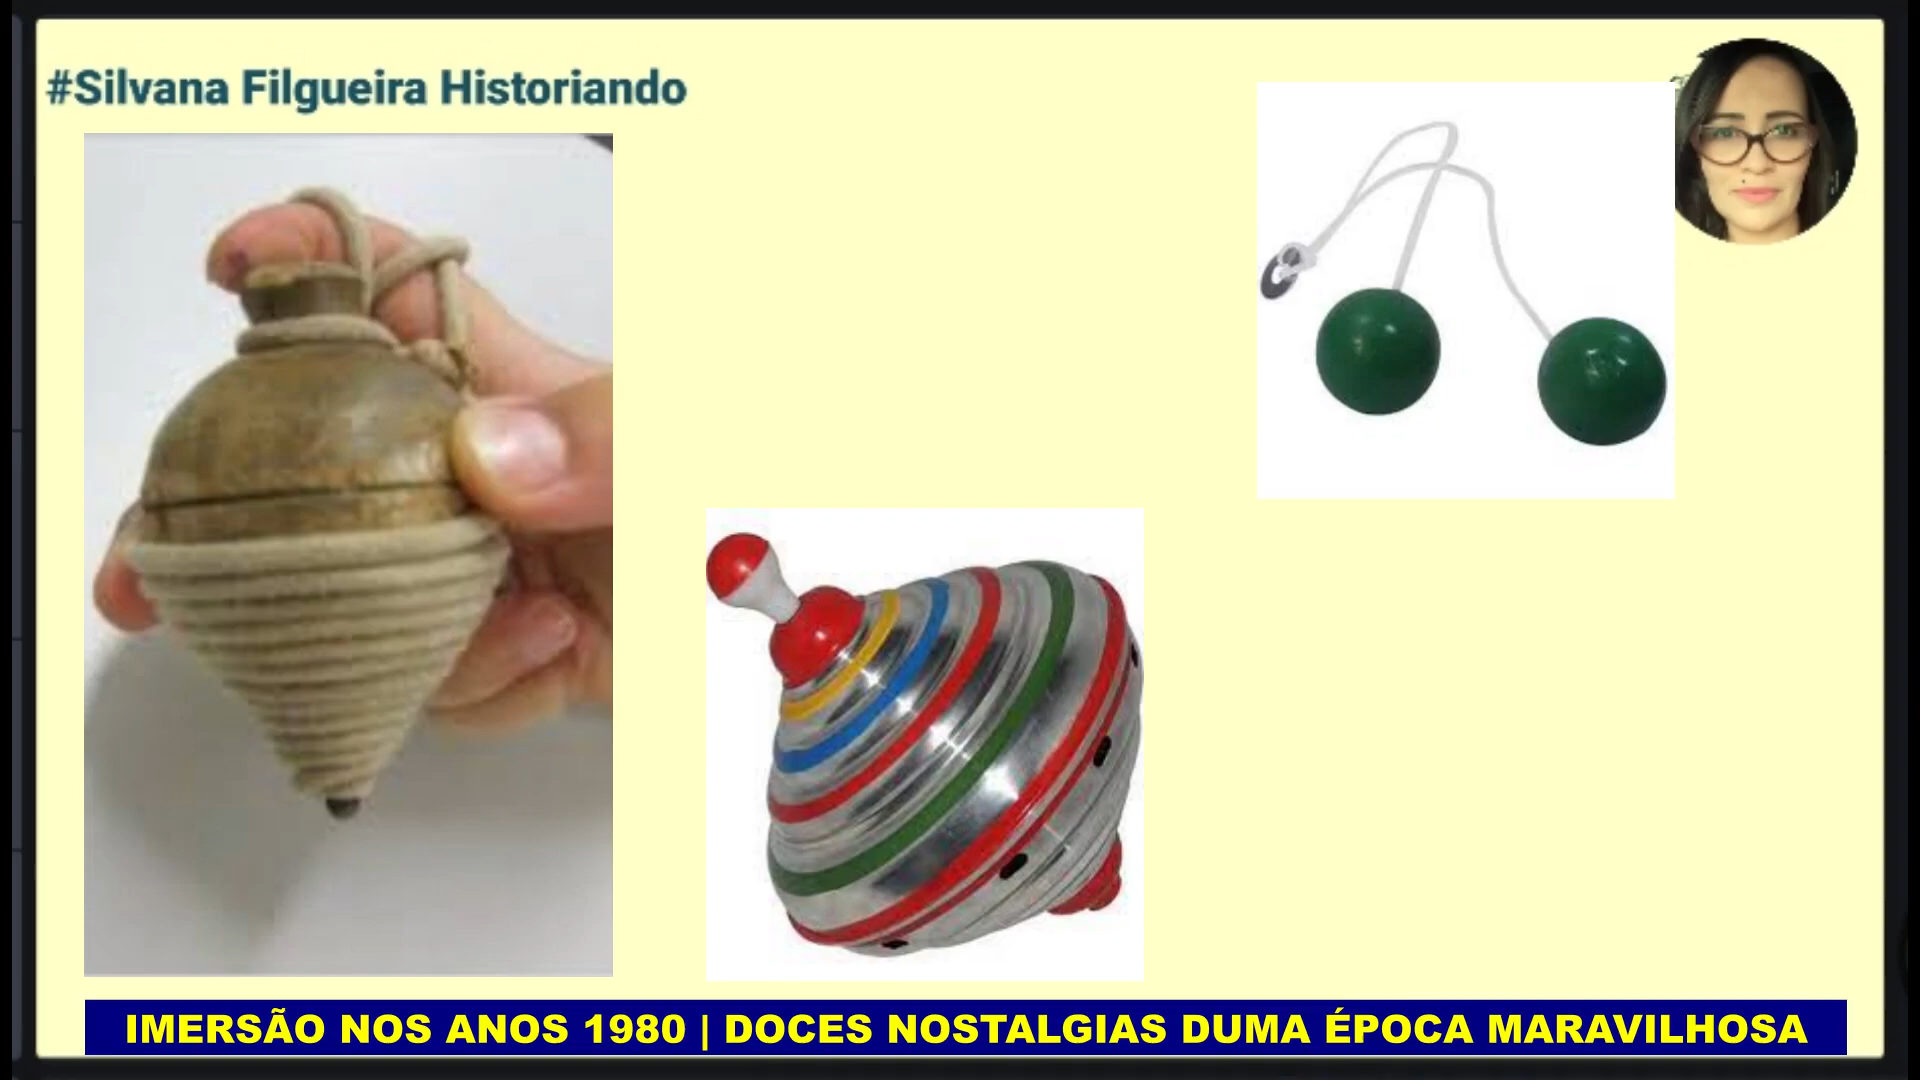 #Silvana Filgueira Historiando
IMERSÃO NOS ANOS 1980 | DOCES NOSTALGIAS DUMA ÉPOCA MARAVILHOSA